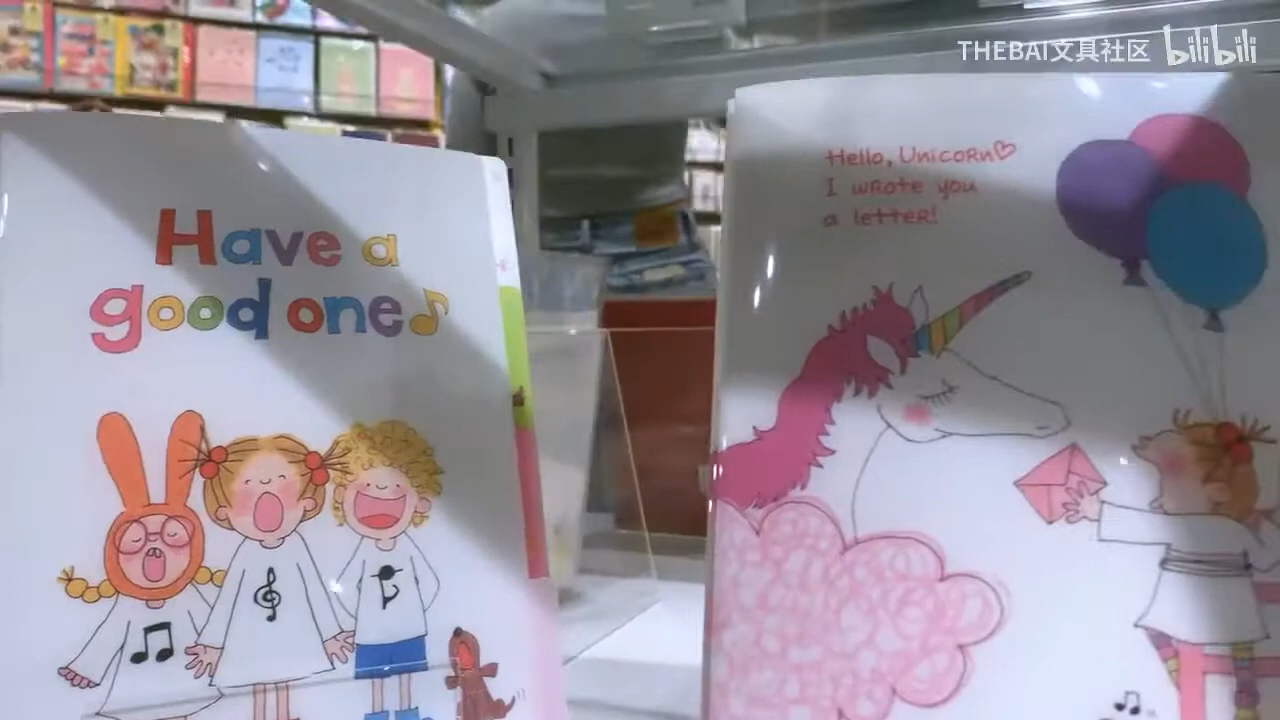 THEBAI文具社区 bilibili
Have a
good one
Hello, Unicorn
I wrote you
a letter!